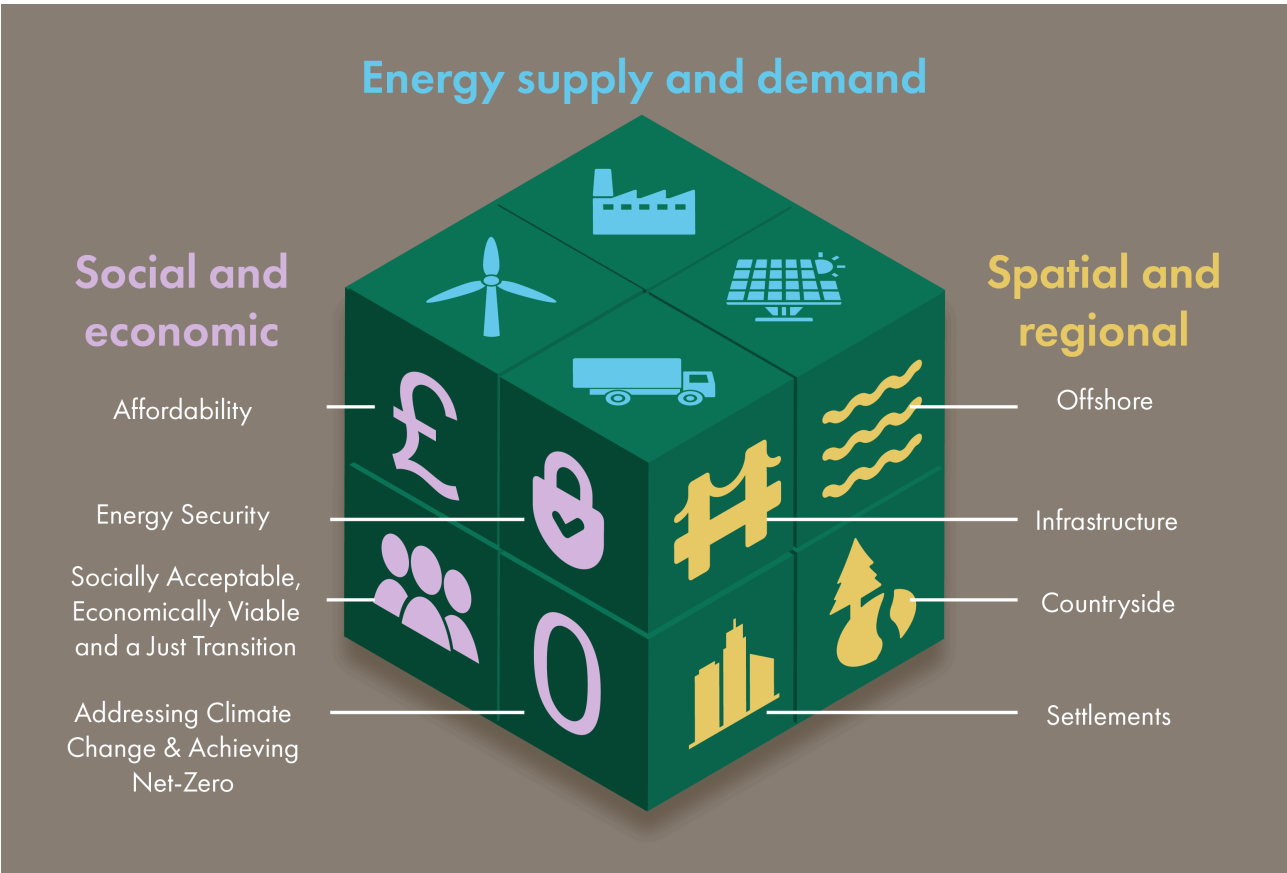 Energy supply and demand
Social and
economic
Affordability
Energy Security
Socially Acceptable,
Economically Viable
and a Just Transition
Addressing Climate
Change & Achieving
Net-Zero
£
0
Spatial and
regional
Offshore
Infrastructure
Countryside
Settlements